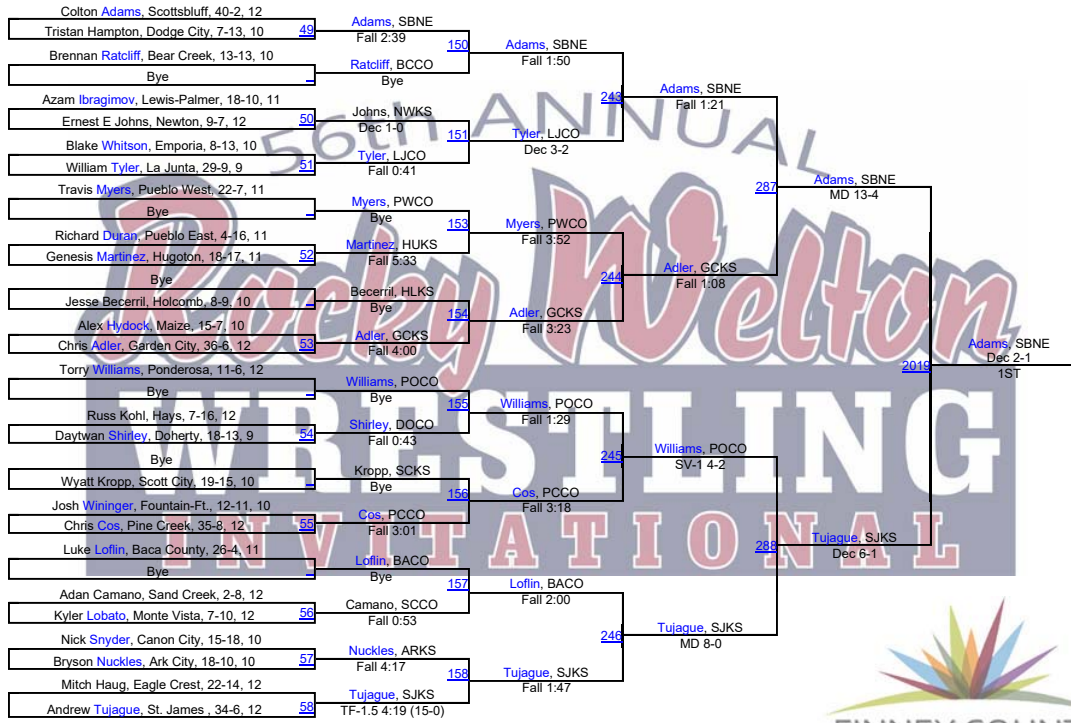 Colton Adams, Scottsbluff, 40-2, 12
Tristan Hampton, Dodge City, 7-13, 10
49
Brennan Ratcliff, Bear Creek, 13-13, 10
Bye
Azam Ibragimov, Lewis-Palmer, 18-10, 11
Ernest E Johns, Newton, 9-7, 12
50
Blake Whitson, Emporia, 8-13, 10
William Tyler, La Junta, 29-9, 9
51
Travis Myers, Pueblo West, 22-7, 11
Bye
Richard Duran, Pueblo East, 4-16, 11
Genesis Martinez, Hugoton, 18-17, 11
52
Bye
Jesse Becerril, Holcomb, 8-9, 10
Alex Hydock, Maize, 15-7, 10
Chris Adler, Garden City, 36-6, 12
53
Torry Williams, Ponderosa, 11-6, 12
Bye
Russ Kohl, Hays, 7-16, 12
Daytwan Shirley, Doherty, 18-13, 9
54
Bye
Wyatt Kropp, Scott City, 19-15, 10
Josh Wininger, Fountain-Ft., 12-11, 10
Chris Cos, Pine Creek, 35-8, 12
55
Luke Loflin, Baca County, 26-4, 11
Bye
Adan Camano, Sand Creek, 2-8, 12
Kyler Lobato, Monte Vista, 7-10, 12
56
Nick Snyder, Canon City, 15-18, 10
Bryson Nuckles, Ark City, 18-10, 10
57
Mitch Haug, Eagle Crest, 22-14, 12
Andrew Tujague, St. James , 34-6, 12
58
Adams, SBNE
Fall 2:39
150
Ratcliff, BCCO
Bye
Johns, NWKS
Dec 1-0
151
Tyler, LJCO
Fall 0:41
Myers, PWCO
Bye
153
Martinez, HUKS
Fall 5:33
Becerril, HLKS
Bye
154
Adler, GCKS
Fall 4:00
Williams, POCO
Bye
155
Shirley, DOCO
Fall 0:43
Kropp, SCKS
Bye
156
Cos, PCCO
Fall 3:01
Loflin, BACO
Bye
157
Camano, SCCO
Fall 0:53
Nuckles, ARKS
Fall 4:17
158
Tujague, SJKS
TF-1.5 4:19 (15-0)
Adams, SBNE
Fall 1:50
243
Tyler, LJCO
Dec 3-2
Myers, PWCO
Fall 3:52
244
Adler, GCKS
Fall 3:23
Williams, POCO
Fall 1:29
245
Cos, PCCO
Fall 3:18
Loflin, BACO
Fall 2:00
246
Tujague, SJKS
Fall 1:47
Adams, SBNE
Fall 1:21
287
Adler, GCKS
Fall 1:08
Williams, POCO
SV-1 4-2
288
Tujague, SJKS
MD 8-0
Adams, SBNE
MD 13-4
2019
Tujague, SJKS
Dec 6-1
Adams, SBNE
Dec 2-1
1ST
56th ANNUAL
Rocky Welton
WRESTLING
INVITATIONAL
FINNEY COUNT